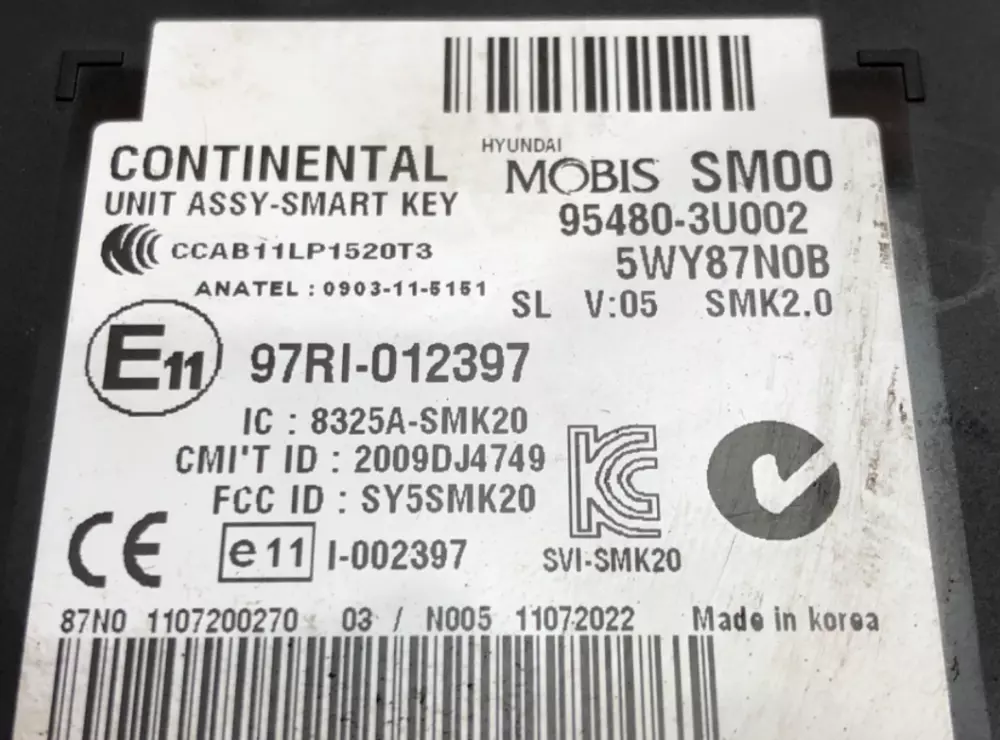 HYUNDAI
CONTINENTAL MOBIS SM00
UNIT ASSY-SMART KEY 95480-3U002
CCAB11LP1520T3 5WY87N0B
ANATEL : 0903-11-5151 SL V:05 SMK2.0
E11 97RI-012397
IC : 8325A-SMK20
CMI'T ID : 2009DJ4749
FCC ID : SY5SMK20
CE e11 I-002397 SVI-SMK20
87N0 1107200270 03 / N005 11072022 Made in korea